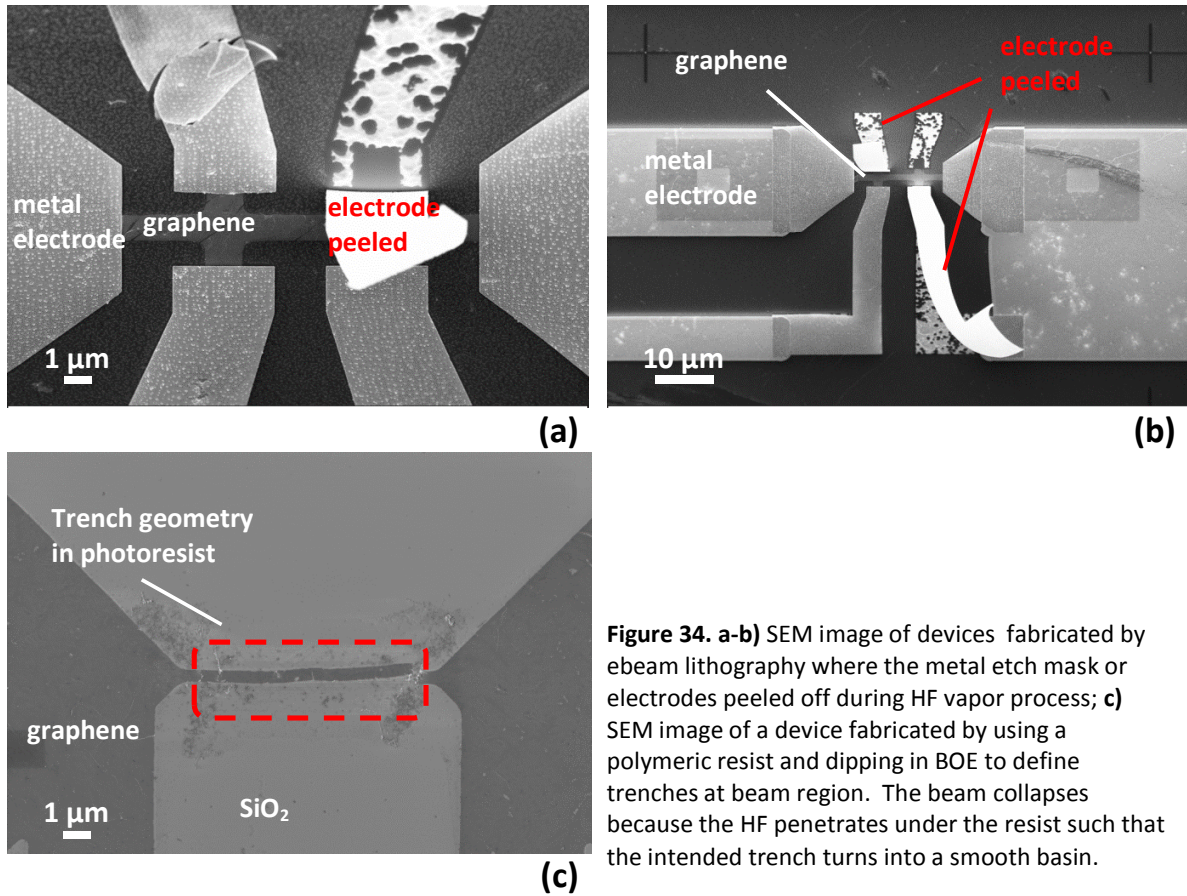 metal
electrode
graphene
electrode
peeled
1 µm
(a)
graphene
electrode
peeled
metal
electrode
10 µm
(b)
Trench geometry
in photoresist
graphene
SiO₂
1 µm
(c)
Figure 34. a-b) SEM image of devices fabricated by
ebeam lithography where the metal etch mask or
electrodes peeled off during HF vapor process; c)
SEM image of a device fabricated by using a
polymeric resist and dipping in BOE to define
trenches at beam region. The beam collapses
because the HF penetrates under the resist such that
the intended trench turns into a smooth basin.